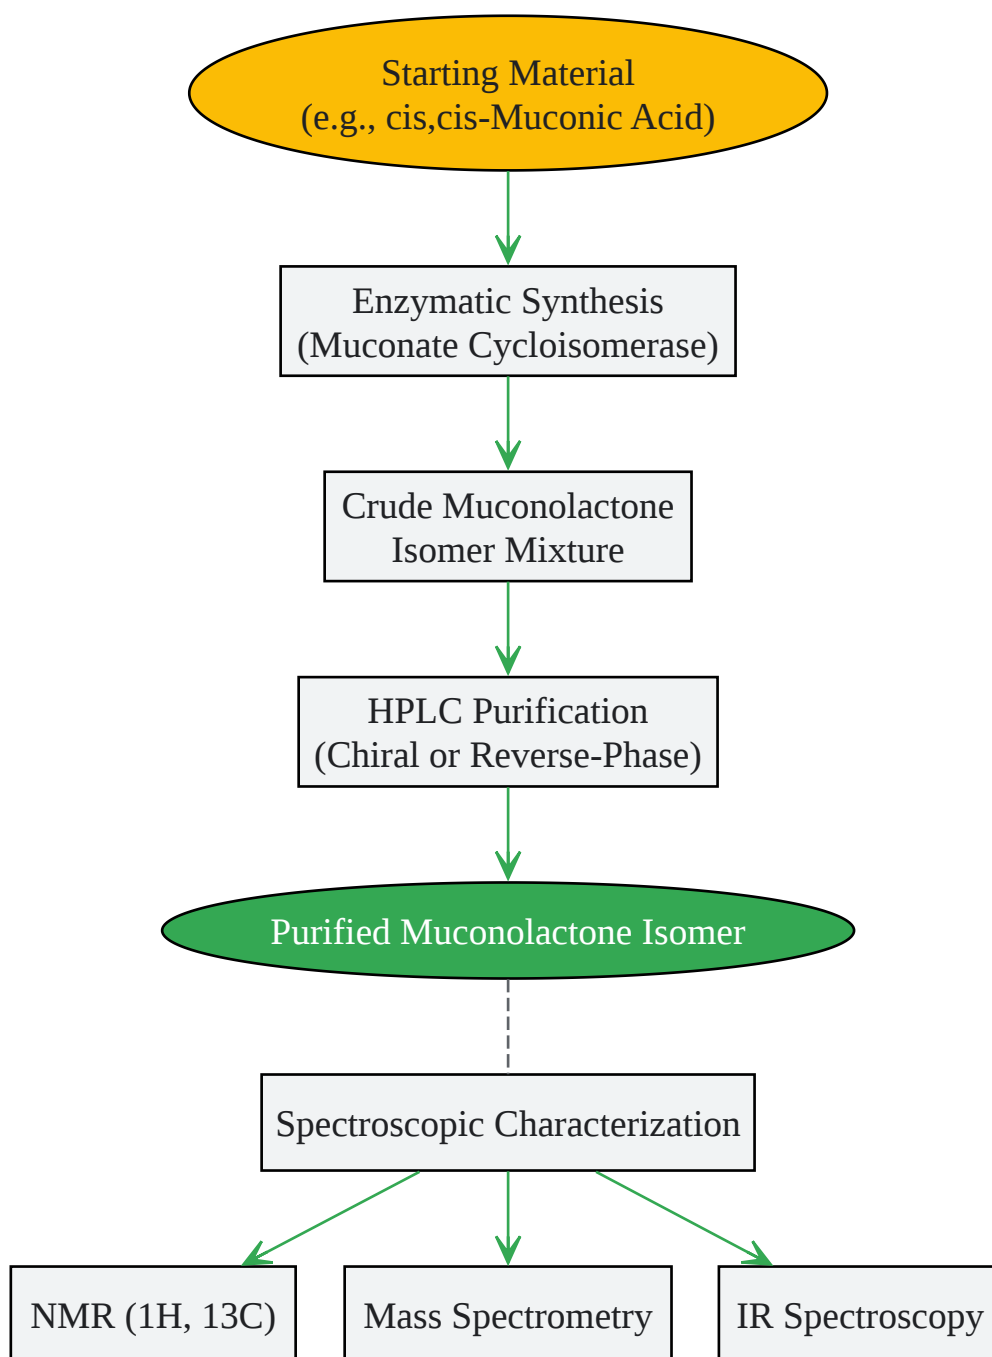 Starting Material
(e.g., cis,cis-Muconic Acid)
Enzymatic Synthesis
(Muconate Cycloisomerase)
Crude Muconolactone
Isomer Mixture
HPLC Purification
(Chiral or Reverse-Phase)
Purified Muconolactone Isomer
Spectroscopic Characterization
NMR (1H, 13C)
Mass Spectrometry
IR Spectroscopy